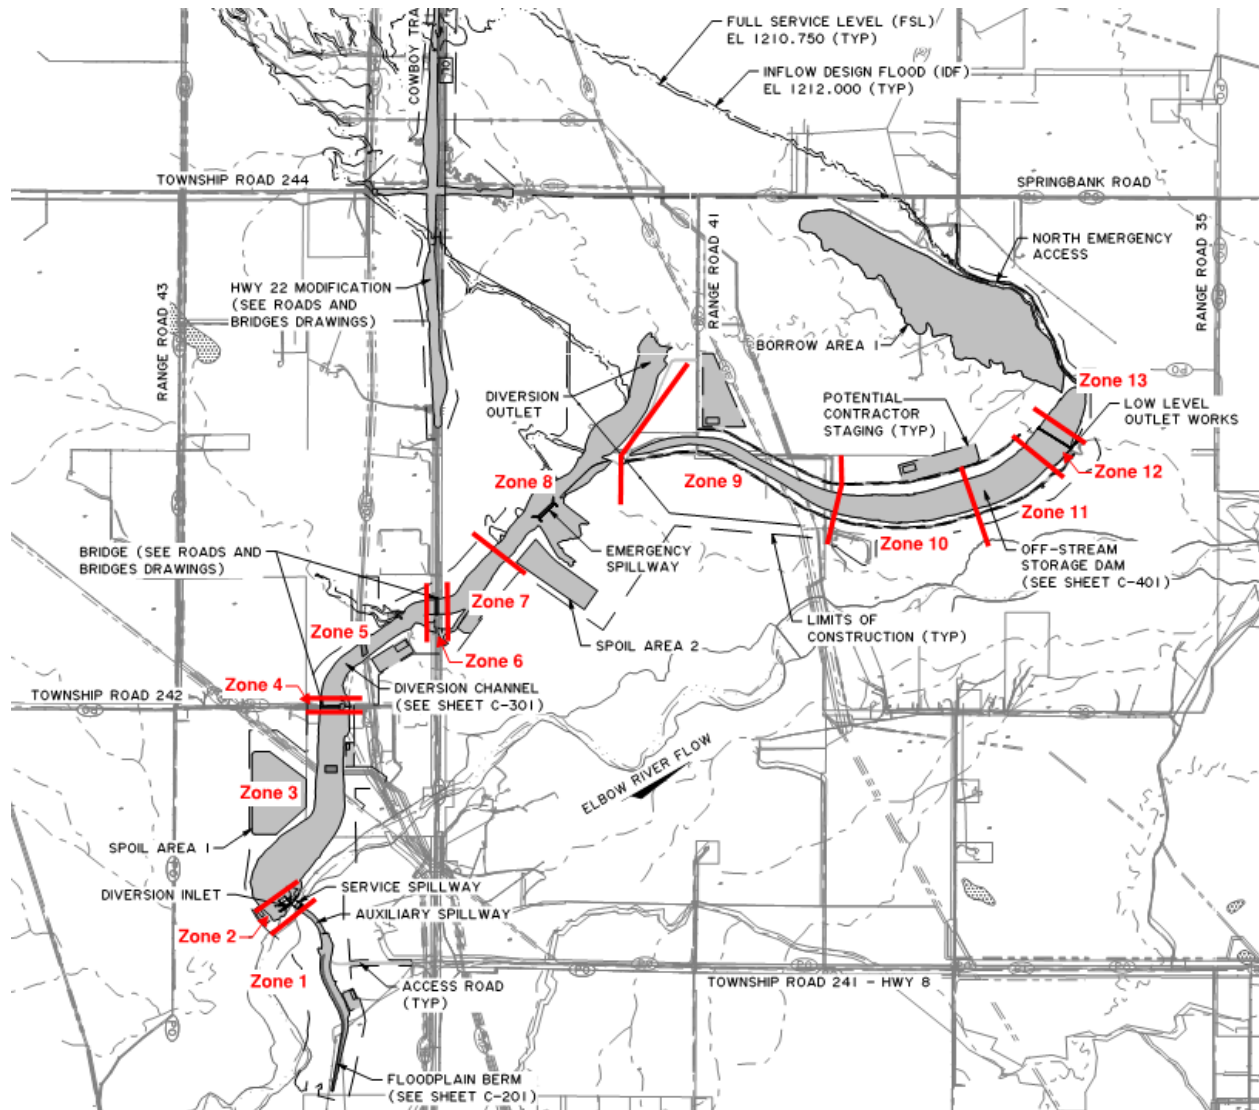 FULL SERVICE LEVEL (FSL)
EL 1210.750 (TYP)
INFLOW DESIGN FLOOD (IDF)
EL 1212.000 (TYP)
COWBOY TRA
TOWNSHIP ROAD 244
SPRINGBANK ROAD
NORTH EMERGENCY
ACCESS
RANGE ROAD 43
RANGE ROAD 41
RANGE ROAD 35
HWY 22 MODIFICATION
(SEE ROADS AND
BRIDGES DRAWINGS)
BORROW AREA I
DIVERSION
OUTLET
POTENTIAL
CONTRACTOR
STAGING (TYP)
Zone 13
LOW LEVEL
OUTLET WORKS
Zone 12
Zone 8
Zone 9
Zone 11
Zone 10
BRIDGE (SEE ROADS AND
BRIDGES DRAWINGS)
EMERGENCY
SPILLWAY
OFF-STREAM
STORAGE DAM
(SEE SHEET C-401)
Zone 7
Zone 5
LIMITS OF
CONSTRUCTION (TYP)
SPOIL AREA 2
Zone 6
Zone 4
TOWNSHIP ROAD 242
DIVERSION CHANNEL
(SEE SHEET C-301)
ELBOW RIVER FLOW
Zone 3
SPOIL AREA I
DIVERSION INLET
SERVICE SPILLWAY
AUXILIARY SPILLWAY
Zone 2
Zone 1
ACCESS ROAD
(TYP)
TOWNSHIP ROAD 241 - HWY 8
FLOODPLAIN BERM
(SEE SHEET C-201)